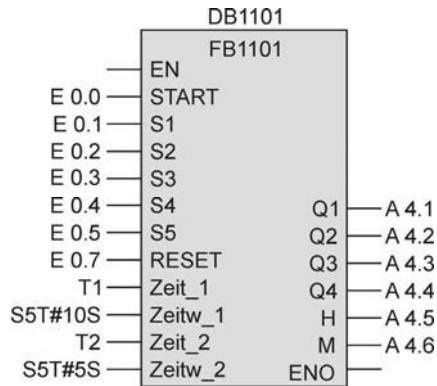 DB1101
FB1101
EN
E 0.0 START
E 0.1 S1
E 0.2 S2
E 0.3 S3
E 0.4 S4
E 0.5 S5 Q1 A 4.1
E 0.7 RESET Q2 A 4.2
T1 Zeit_1 Q3 A 4.3
S5T#10S Zeitw_1 Q4 A 4.4
T2 Zeit_2 H A 4.5
S5T#5S Zeitw_2 M A 4.6
ENO